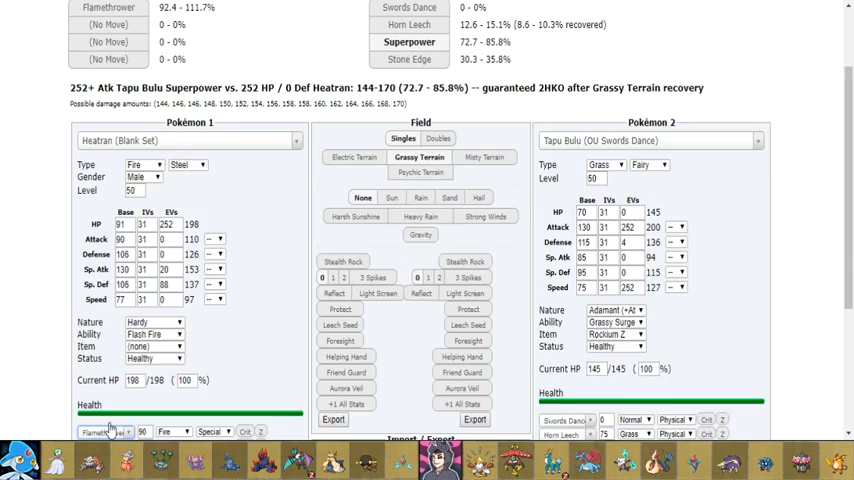 Flamethrower 92.4 - 111.7% Swords Dance 0 - 0%
(No Move) 0 - 0% Horn Leech 12.6 - 15.1% (8.6 - 10.3% recovered)
(No Move) 0 - 0% Superpower 72.7 - 85.8%
(No Move) 0 - 0% Stone Edge 30.3 - 35.8%
252+ Atk Tapu Bulu Superpower vs. 252 HP / 0 Def Heatran: 144-170 (72.7 - 85.8%) -- guaranteed 2HKO after Grassy Terrain recovery
Possible damage amounts: (144, 146, 146, 148, 150, 152, 154, 156, 158, 158, 160, 162, 164, 166, 168, 170)
Pokémon 1
Heatran (Blank Set)
Type Fire Steel
Gender Male
Level 50
Base IVs EVs
HP 91 31 252 198
Attack 90 31 0 110 --
Defense 106 31 0 126 --
Sp. Atk 130 31 20 153 --
Sp. Def 106 31 88 137 --
Speed 77 31 0 97 --
Nature Hardy
Ability Flash Fire
Item (none)
Status Healthy
Current HP 198 /198 ( 100 %)
Health
90 Fire Special Crit Z
Field
Singles Doubles
Electric Terrain Grassy Terrain Misty Terrain
Psychic Terrain
None Sun Rain Sand Hail
Harsh Sunshine Heavy Rain Strong Winds
Gravity
Stealth Rock Stealth Rock
0 1 2 3 Spikes 0 1 2 3 Spikes
Reflect Light Screen Reflect Light Screen
Protect Protect
Leech Seed Leech Seed
Foresight Foresight
Helping Hand Helping Hand
Friend Guard Friend Guard
Aurora Veil Aurora Veil
+1 All Stats +1 All Stats
Export Export
Import / Export
Pokémon 2
Tapu Bulu (OU Swords Dance)
Type Grass Fairy
Level 50
Base IVs EVs
HP 70 31 0 145
Attack 130 31 252 200 --
Defense 115 31 4 136 --
Sp. Atk 85 31 0 94 --
Sp. Def 95 31 0 115 --
Speed 75 31 252 127 --
Nature Adamant (+At
Ability Grassy Surge
Item Rockium Z
Status Healthy
Current HP 145 /145 ( 100 %)
Health
Swords Danc 0 Normal Physical Crit Z
Horn Leech 75 Grass Physical Crit Z